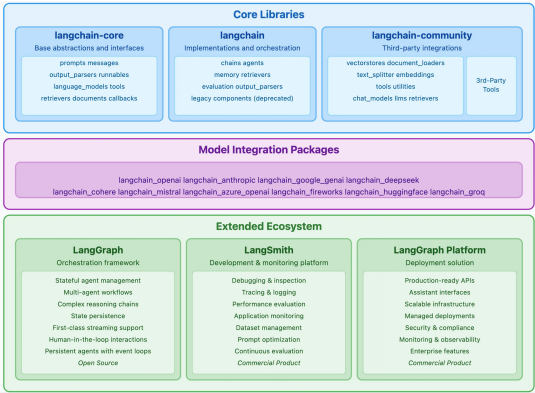 Core Libraries
langchain-core
Base abstractions and interfaces
prompts messages
output_parsers runnables
language_models tools
retrievers documents callbacks
langchain
Implementations and orchestration
chains agents
memory retrievers
evaluation output_parsers
legacy components (deprecated)
langchain-community
Third-party integrations
vectorstores document_loaders
text_splitter embeddings
tools utilities
chat_models llms retrievers
3rd-Party
Tools
Model Integration Packages
langchain_openai langchain_anthropic langchain_google_genai langchain_deepseek
langchain_cohere langchain_mistral langchain_azure_openai langchain_fireworks langchain_huggingface langchain_groq
Extended Ecosystem
LangGraph
Orchestration framework
Stateful agent management
Multi-agent workflows
Complex reasoning chains
State persistence
First-class streaming support
Human-in-the-loop interactions
Persistent agents with event loops
Open Source
LangSmith
Development & monitoring platform
Debugging & inspection
Tracing & logging
Performance evaluation
Application monitoring
Dataset management
Prompt optimization
Continuous evaluation
Commercial Product
LangGraph Platform
Deployment solution
Production-ready APIs
Assistant interfaces
Scalable infrastructure
Managed deployments
Security & compliance
Monitoring & observability
Enterprise features
Commercial Product